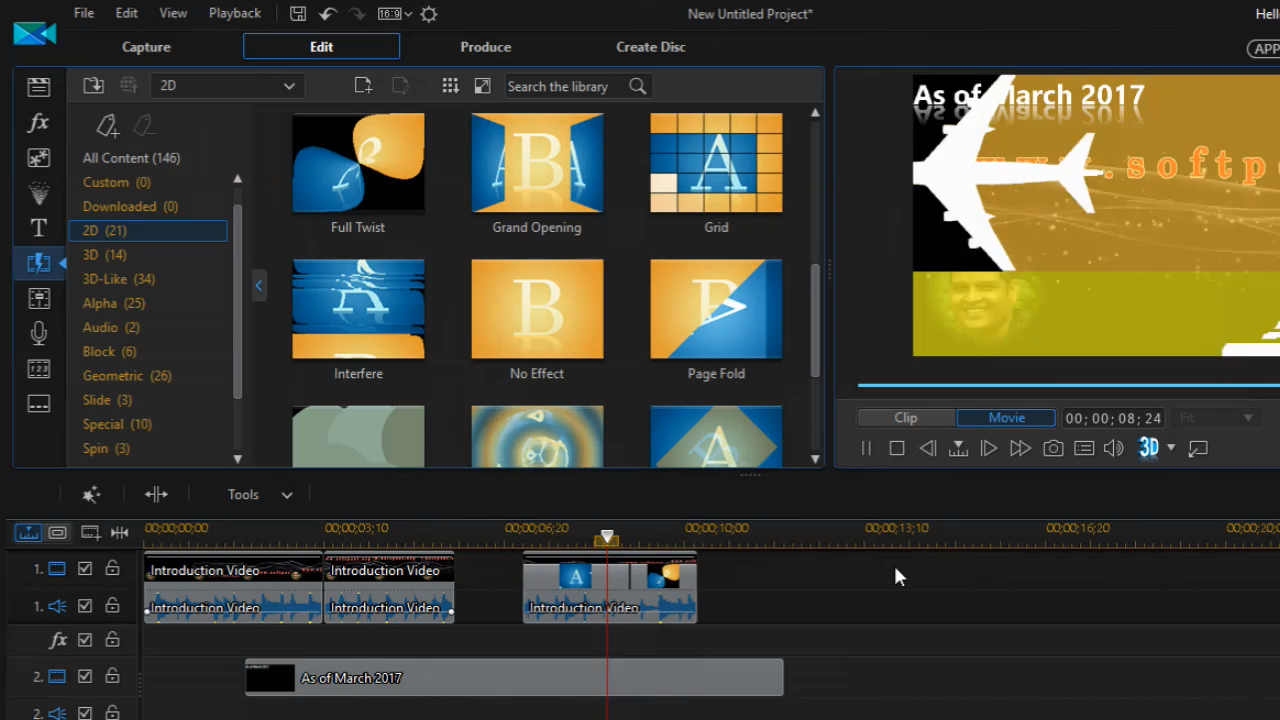 File Edit View Playback 16:9 New Untitled Project* Hell
Capture Edit Produce Create Disc APP
2D Search the library
All Content (146)
Custom (0)
Downloaded (0)
2D (21)
3D (14)
3D-Like (34)
Alpha (25)
Audio (2)
Block (6)
Geometric (26)
Slide (3)
Special (10)
Spin (3)
fx
T
Full Twist Grand Opening Grid
Interfere No Effect Page Fold
As of March 2017
w w . s o f t p
Clip Movie 00; 00; 08; 24 Fit
3D
Tools
00;00;00;00 00;00;03;10 00;00;06;20 00;00;10;00 00;00;13;10 00;00;16;20 00;00;20
1. Introduction Video Introduction Video
1. Introduction Video Introduction Video Introduction Video
fx
2. As of March 2017
2.